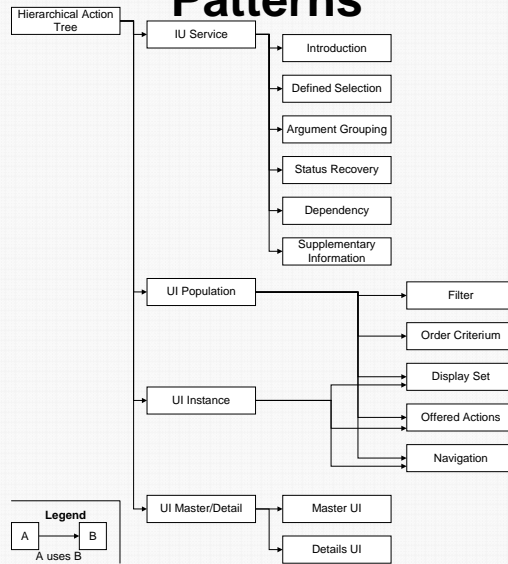 Patterns
Hierarchical Action
Tree
IU Service
Introduction
Defined Selection
Argument Grouping
Status Recovery
Dependency
Supplementary
Information
UI Population
Filter
Order Criterium
Display Set
UI Instance
Offered Actions
Navigation
UI Master/Detail
Master UI
Details UI
Legend
A
B
A uses B